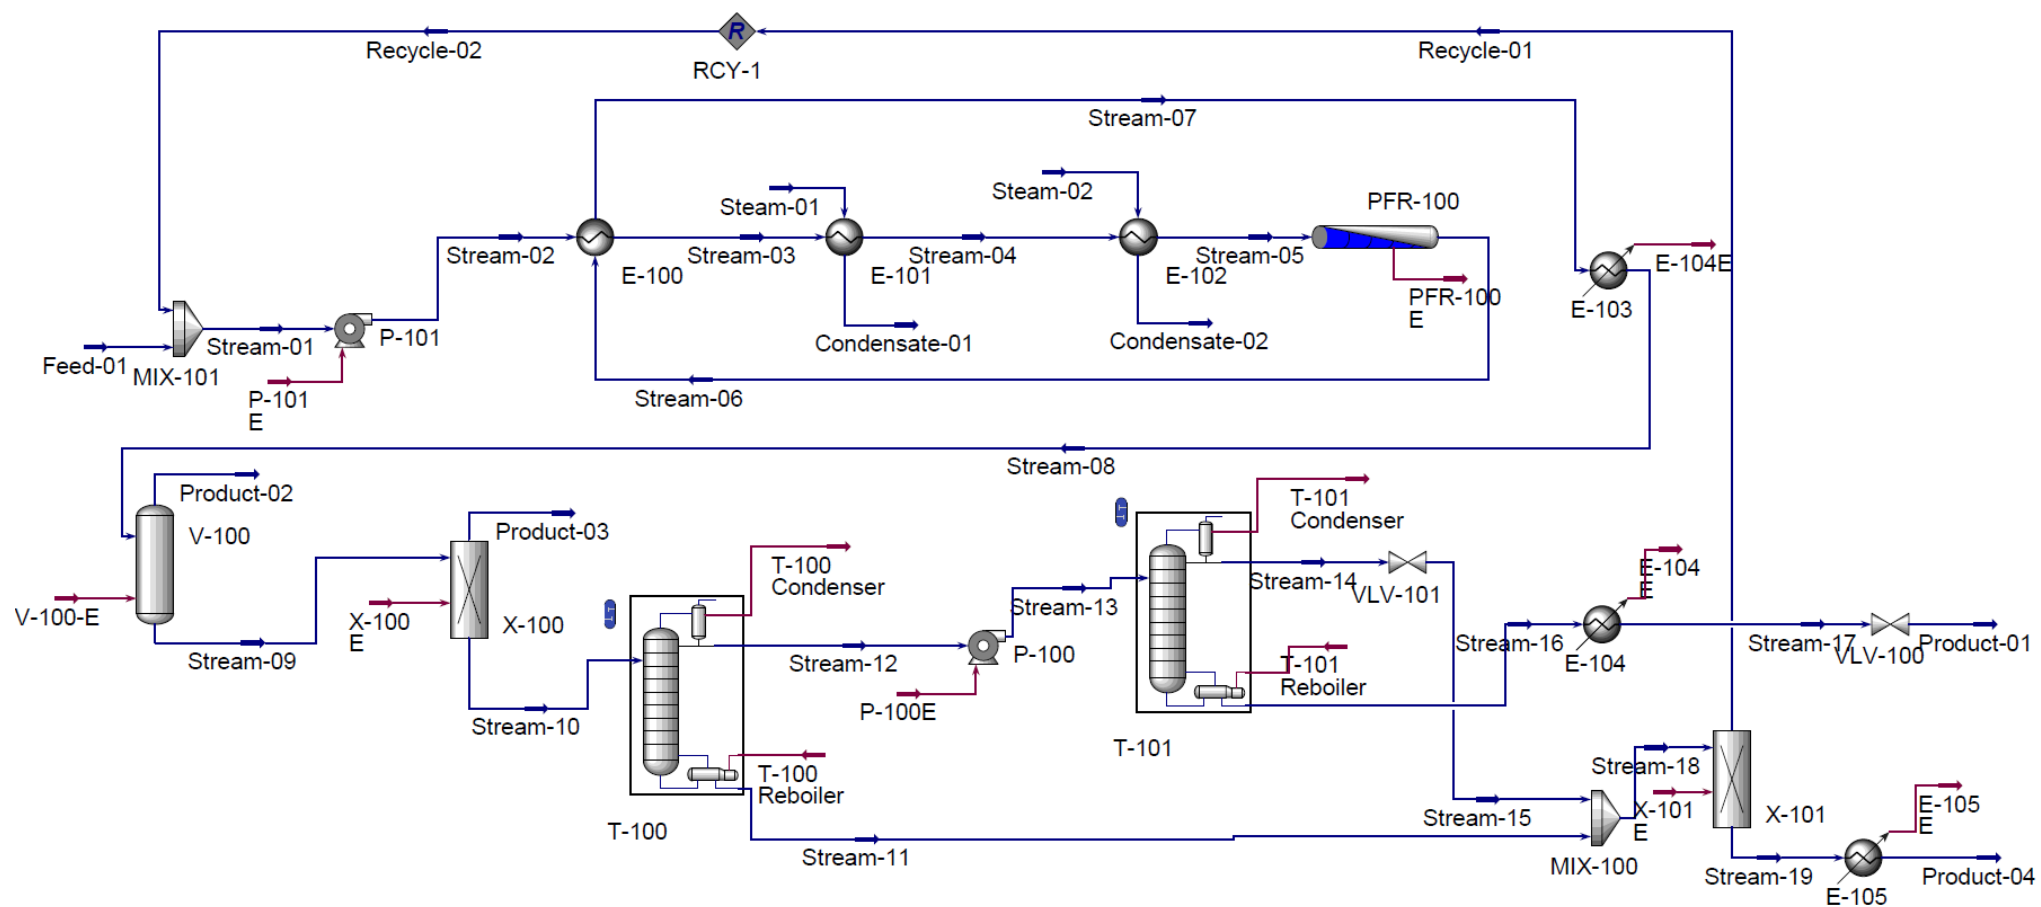 Recycle-02
R
RCY-1
Recycle-01
Stream-07
Steam-01
Steam-02
PFR-100
Stream-02
E-100
Stream-03
E-101
Stream-04
E-102
Stream-05
PFR-100
E
E-104E
E-103
Feed-01
MIX-101
Stream-01
P-101
P-101
E
Condensate-01
Condensate-02
Stream-06
Stream-08
Product-02
V-100
V-100-E
Stream-09
Product-03
X-100
E
X-100
Stream-10
T-100
Condenser
Stream-12
T-100
Reboiler
T-100
Stream-11
P-100
P-100E
Stream-13
T-101
Condenser
Stream-14
VLV-101
T-101
Reboiler
T-101
Stream-16
E-104
E
E-104
Stream-17
VLV-100
Product-01
Stream-15
MIX-100
Stream-18
X-101
E
X-101
Stream-19
E-105
E
E-105
Product-04